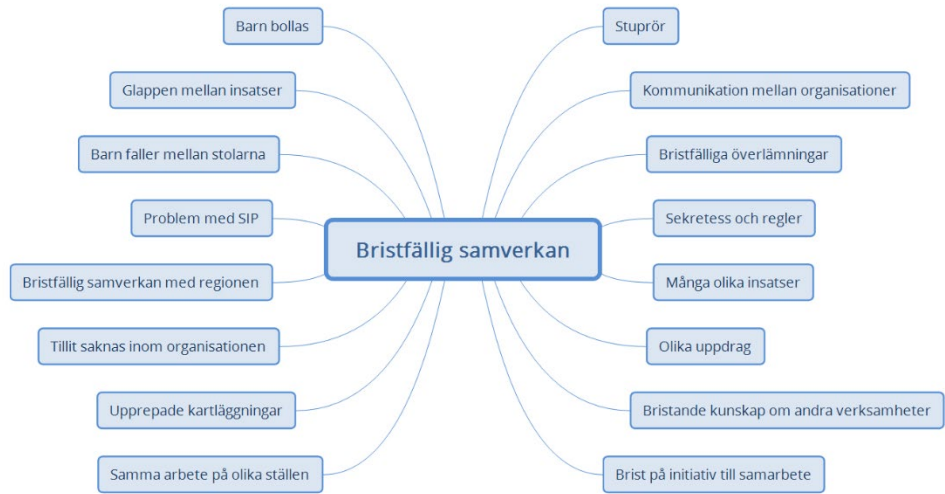 Barn bollas
Stuprör
Glappen mellan insatser
Kommunikation mellan organisationer
Barn faller mellan stolarna
Bristfälliga överlämningar
Problem med SIP
Sekretess och regler
Bristfällig samverkan
Bristfällig samverkan med regionen
Många olika insatser
Tillit saknas inom organisationen
Olika uppdrag
Upprepade kartläggningar
Bristande kunskap om andra verksamheter
Samma arbete på olika ställen
Brist på initiativ till samarbete